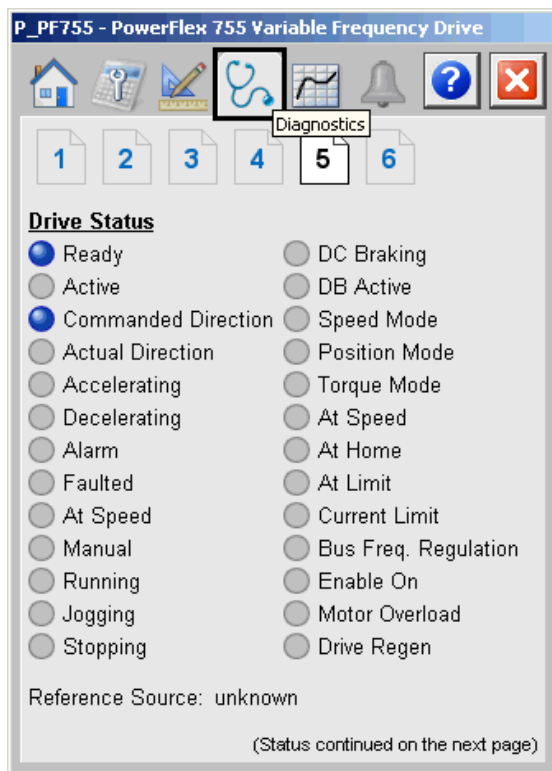 P_PF755 - PowerFlex 755 Variable Frequency Drive
?
Diagnostics
1 2 3 4 5 6
Drive Status
Ready
Active
Commanded Direction
Actual Direction
Accelerating
Decelerating
Alarm
Faulted
At Speed
Manual
Running
Jogging
Stopping
DC Braking
DB Active
Speed Mode
Position Mode
Torque Mode
At Speed
At Home
At Limit
Current Limit
Bus Freq. Regulation
Enable On
Motor Overload
Drive Regen
Reference Source: unknown
(Status continued on the next page)